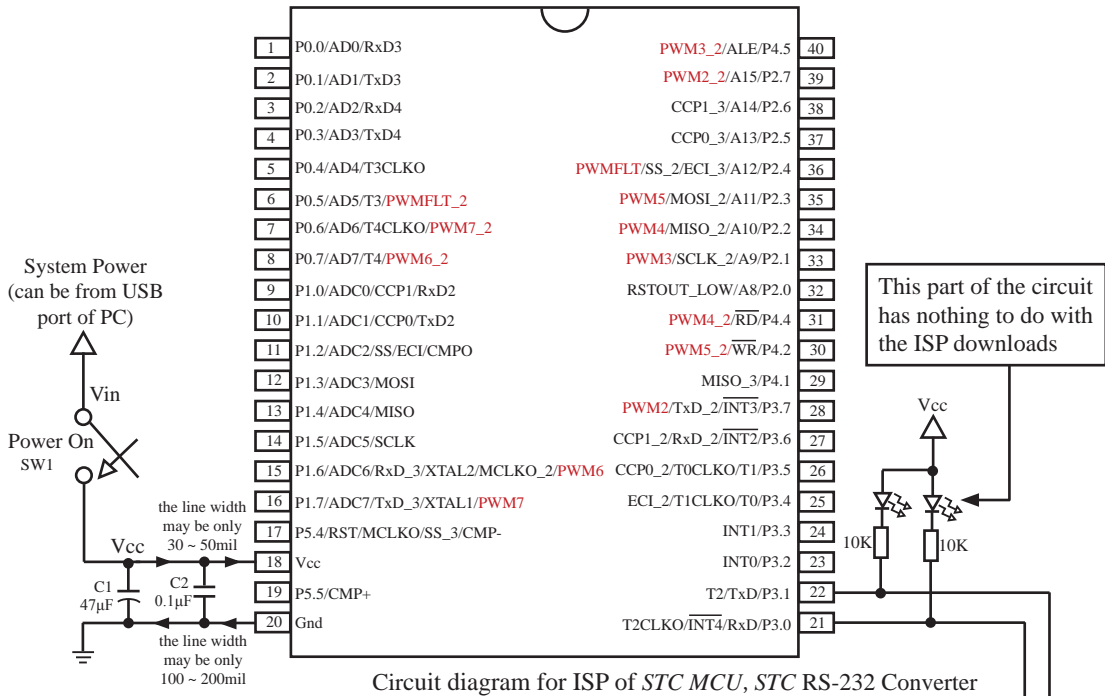 1 P0.0/AD0/RxD3
2 P0.1/AD1/TxD3
3 P0.2/AD2/RxD4
4 P0.3/AD3/TxD4
5 P0.4/AD4/T3CLKO
6 P0.5/AD5/T3/PWMFLT_2
7 P0.6/AD6/T4CLKO/PWM7_2
8 P0.7/AD7/T4/PWM6_2
9 P1.0/ADC0/CCP1/RxD2
10 P1.1/ADC1/CCP0/TxD2
11 P1.2/ADC2/SS/ECI/CMPO
12 P1.3/ADC3/MOSI
13 P1.4/ADC4/MISO
14 P1.5/ADC5/SCLK
15 P1.6/ADC6/RxD_3/XTAL2/MCLKO_2/PWM6
16 P1.7/ADC7/TxD_3/XTAL1/PWM7
17 P5.4/RST/MCLKO/SS_3/CMP-
18 Vcc
19 P5.5/CMP+
20 Gnd
PWM3_2/ALE/P4.5 40
PWM2_2/A15/P2.7 39
CCP1_3/A14/P2.6 38
CCP0_3/A13/P2.5 37
PWMFLT/SS_2/ECI_3/A12/P2.4 36
PWM5/MOSI_2/A11/P2.3 35
PWM4/MISO_2/A10/P2.2 34
PWM3/SCLK_2/A9/P2.1 33
RSTOUT_LOW/A8/P2.0 32
PWM4_2/RD/P4.4 31
PWM5_2/WR/P4.2 30
MISO_3/P4.1 29
PWM2/TxD_2/INT3/P3.7 28
CCP1_2/RxD_2/INT2/P3.6 27
CCP0_2/T0CLKO/T1/P3.5 26
ECI_2/T1CLKO/T0/P3.4 25
INT1/P3.3 24
INT0/P3.2 23
T2/TxD/P3.1 22
T2CLKO/INT4/RxD/P3.0 21
System Power
(can be from USB
port of PC)
Vin
Power On
SW1
the line width
may be only
30 ~ 50mil
Vcc
C1
47μF
C2
0.1μF
the line width
may be only
100 ~ 200mil
This part of the circuit
has nothing to do with
the ISP downloads
Vcc
10K
10K
Circuit diagram for ISP of STC MCU, STC RS-232 Converter